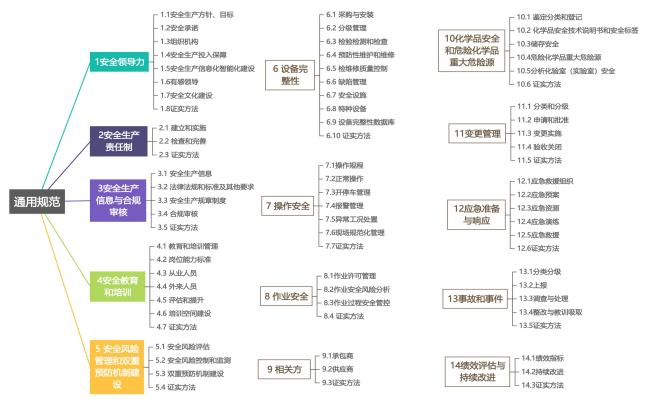 通用规范
1安全领导力
1.1安全生产方针、目标
1.2安全承诺
1.3组织机构
1.4安全生产投入保障
1.5安全生产信息化智能化建设
1.6有感领导
1.7安全文化建设
1.8证实方法
2安全生产
责任制
2.1 建立和实施
2.2 检查和完善
2.3 证实方法
3安全生产
信息与合规
审核
3.1 安全生产信息
3.2 法律法规和标准及其他要求
3.3 安全生产规章制度
3.4 合规审核
3.5 证实方法
4安全教育
和培训
4.1 教育和培训管理
4.2 岗位能力标准
4.3 从业人员
4.4 外来人员
4.5 评估和提升
4.6 培训空间建设
4.7 证实方法
5 安全风险
管理和双重
预防机制建
设
5.1 安全风险评估
5.2 安全风险控制和监测
5.3 双重预防机制建设
5.4 证实方法
6 设备完
整性
6.1 采购与安装
6.2 分级管理
6.3 检验检测和检查
6.4 预防性维护和维修
6.5 检维修质量控制
6.6 缺陷管理
6.7 安全设施
6.8 特种设备
6.9 设备完整性数据库
6.10 证实方法
7 操作安全
7.1操作规程
7.2正常操作
7.3开停车管理
7.4报警管理
7.5异常工况处置
7.6现场规范化管理
7.7证实方法
8 作业安全
8.1作业许可管理
8.2作业安全风险分析
8.3作业过程安全管控
8.4 证实方法
9 相关方
9.1承包商
9.2供应商
9.3证实方法
10化学品安全
和危险化学品
重大危险源
10.1 鉴定分类和登记
10.2 化学品安全技术说明书和安全标签
10.3储存安全
10.4危险化学品重大危险源
10.5分析化验室（实验室）安全
10.6 证实方法
11变更管理
11.1 分类和分级
11.2 申请和批准
11.3 变更实施
11.4 验收关闭
11.5 证实方法
12应急准备
与响应
12.1应急救援组织
12.2应急预案
12.3应急资源
12.4应急演练
12.5应急救援
12.6证实方法
13事故和事件
13.1分类分级
13.2上报
13.3调查与处理
13.4整改与教训吸取
13.5证实方法
14绩效评估与
持续改进
14.1绩效指标
14.2持续改进
14.3证实方法